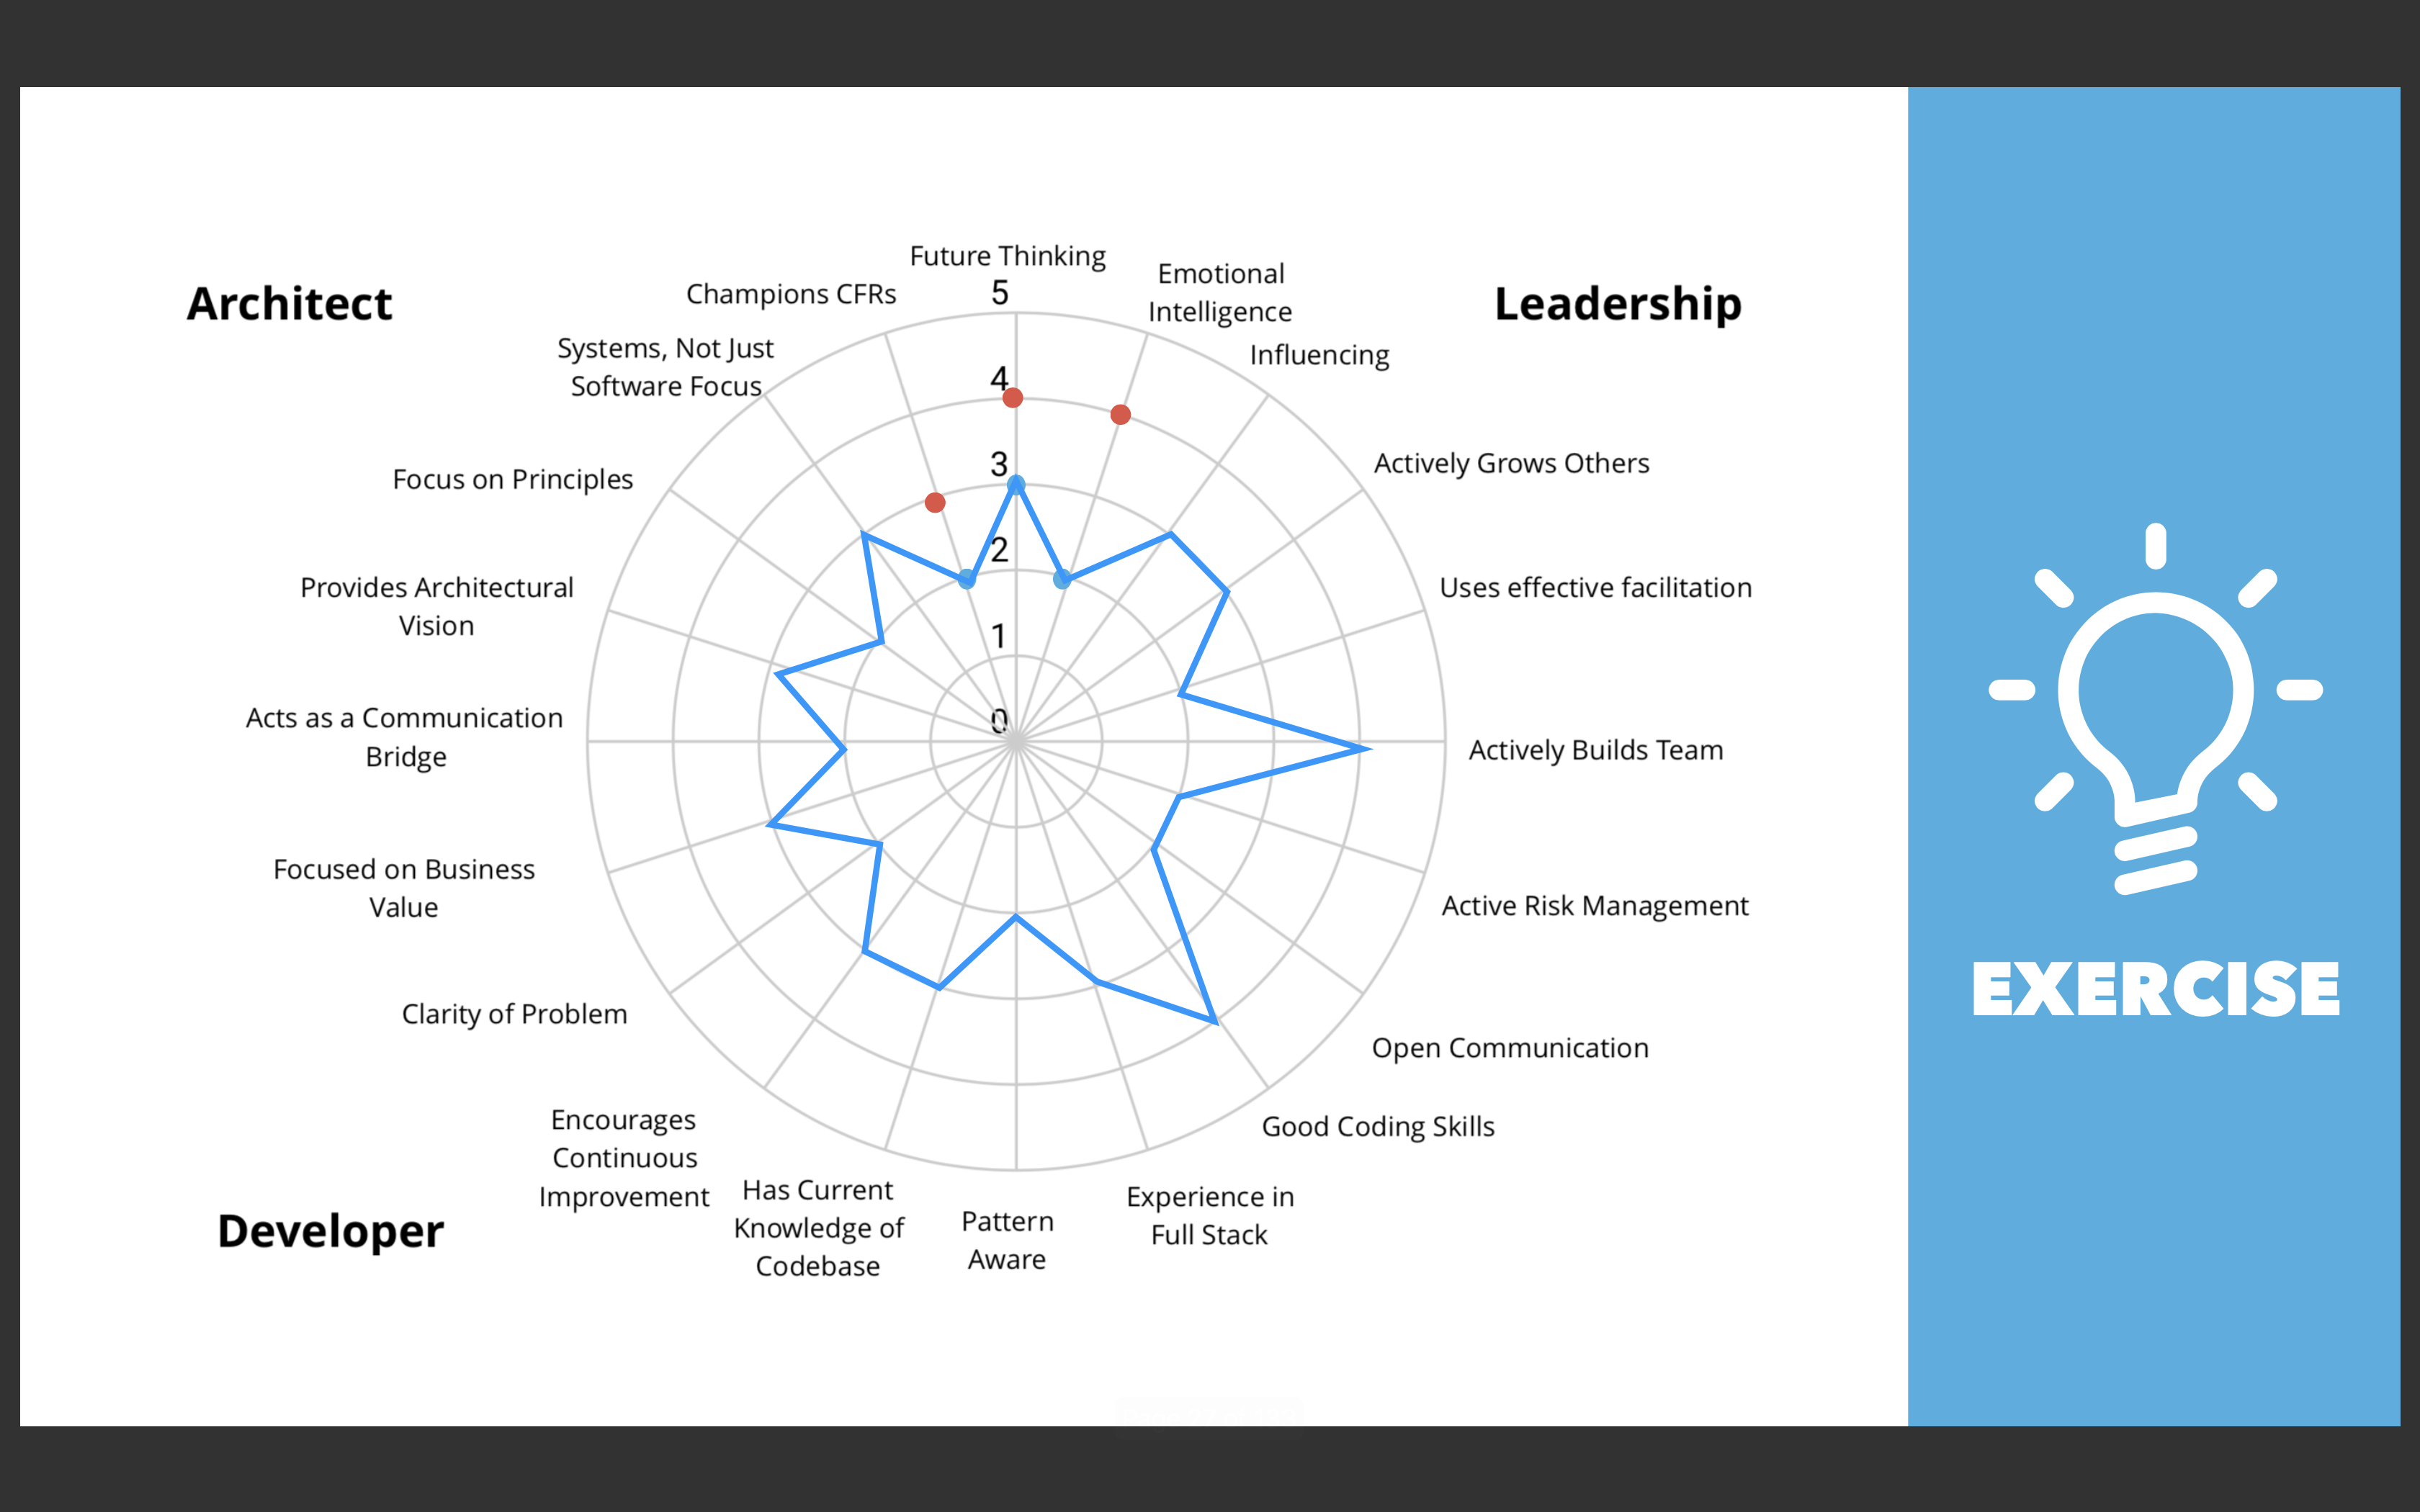 Architect
Leadership
Future Thinking
Emotional
Intelligence
Influencing
Actively Grows Others
Uses effective facilitation
Actively Builds Team
Active Risk Management
Open Communication
Good Coding Skills
Experience in
Full Stack
Pattern
Aware
Has Current
Knowledge of
Codebase
Encourages
Continuous
Improvement
Clarity of Problem
Focused on Business
Value
Acts as a Communication
Bridge
Provides Architectural
Vision
Focus on Principles
Systems, Not Just
Software Focus
Champions CFRs
5
4
3
2
1
0
Developer
EXERCISE